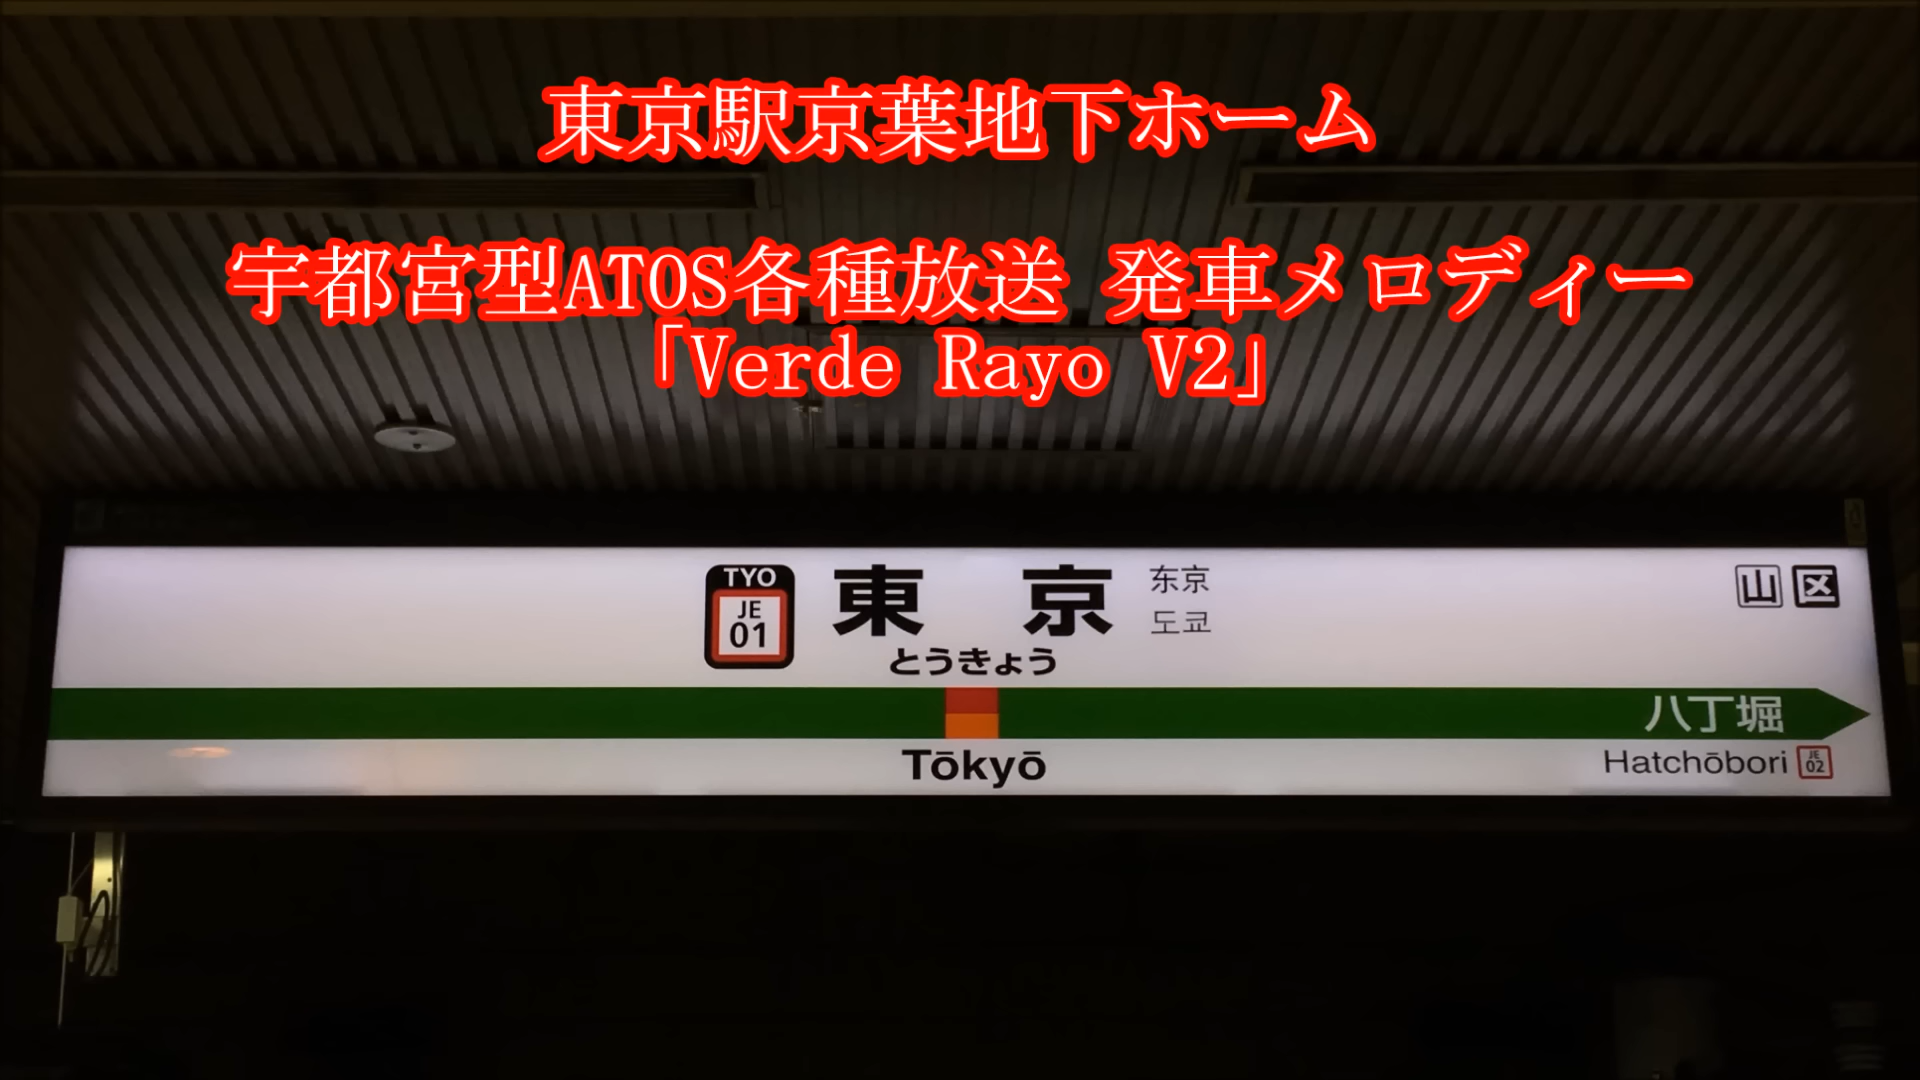 東京駅京葉地下ホーム
宇都宮型ATOS各種放送 発車メロディー
「Verde Rayo V2」
TYO
JE
01
東京
东京
도쿄
とうきょう
山 区
八丁堀
Tōkyō
Hatchōbori
JE
02